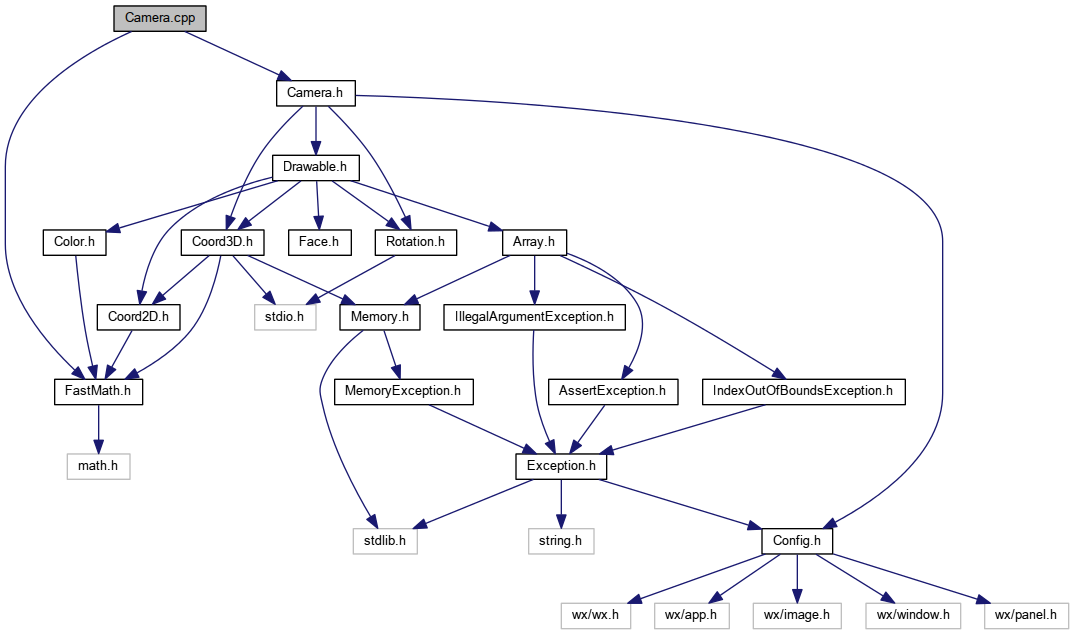 Camera.cpp
Camera.h
Drawable.h
Color.h
Coord3D.h
Face.h
Rotation.h
Array.h
Coord2D.h
stdio.h
Memory.h
IllegalArgumentException.h
FastMath.h
MemoryException.h
AssertException.h
IndexOutOfBoundsException.h
math.h
Exception.h
stdlib.h
string.h
Config.h
wx/wx.h
wx/app.h
wx/image.h
wx/window.h
wx/panel.h